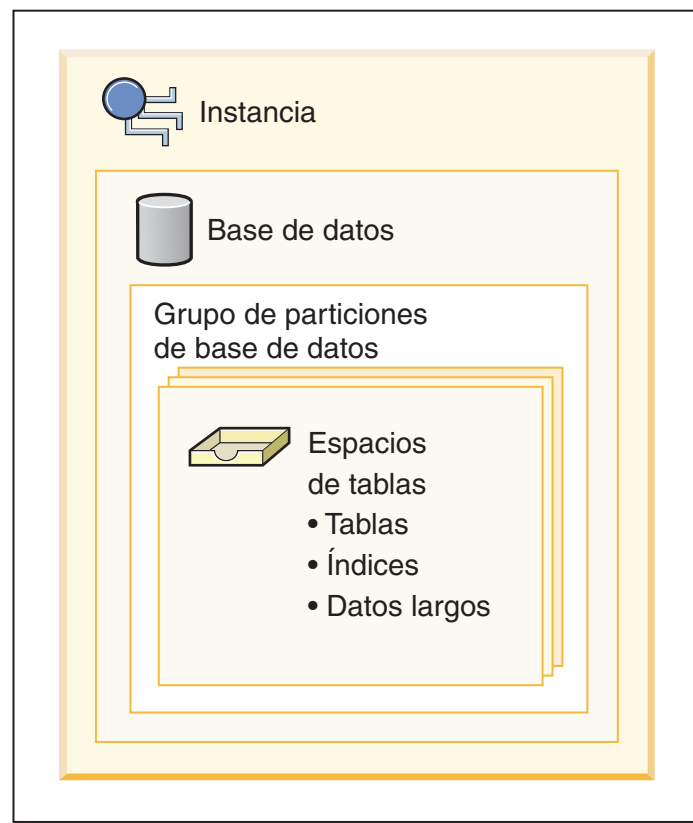 Instancia
Base de datos
Grupo de particiones
de base de datos
Espacios
de tablas
• Tablas
• Índices
• Datos largos